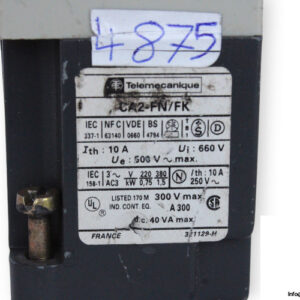 4875
Telemecanique
CA2-FN/FK
IEC NFC VDE BS
337-1 63140 0660 4794
Ith : 10 A Ui : 660 V
Ue : 500 V ~ max.
IEC 3~ V 220 380 Ith : 10 A
158-1 AC3 kW 0,75 1,5 250 V ~
UL LISTED 170 M 300 V max
IND. CONT. EQ. A 300
d.c. 40 VA max
FRANCE 321129-H